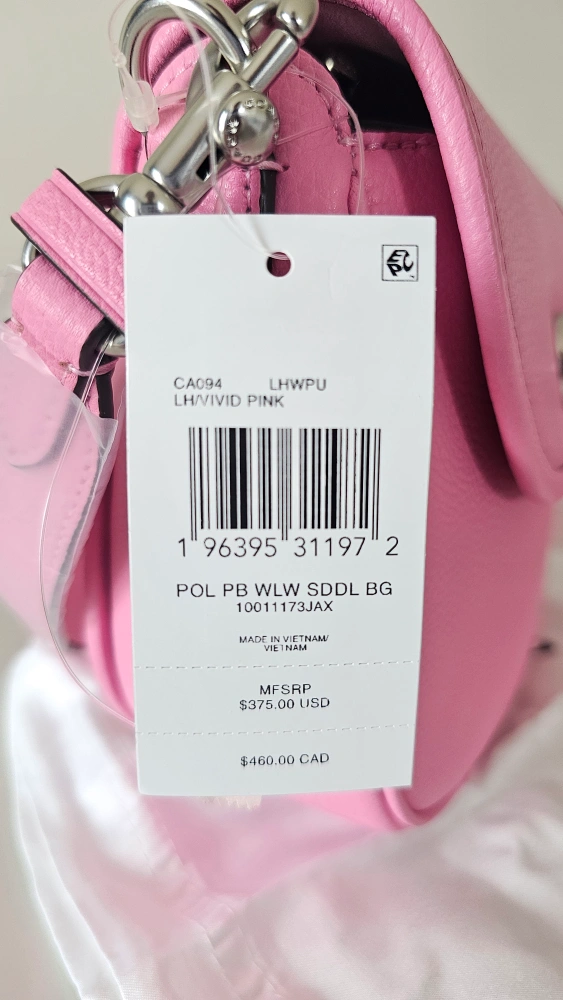 EPC
CA094 LHWPU
LH/VIVID PINK
1 96395 31197 2
POL PB WLW SDDL BG
10011173JAX
MADE IN VIETNAM/
VIETNAM
MFSRP
$375.00 USD
$460.00 CAD